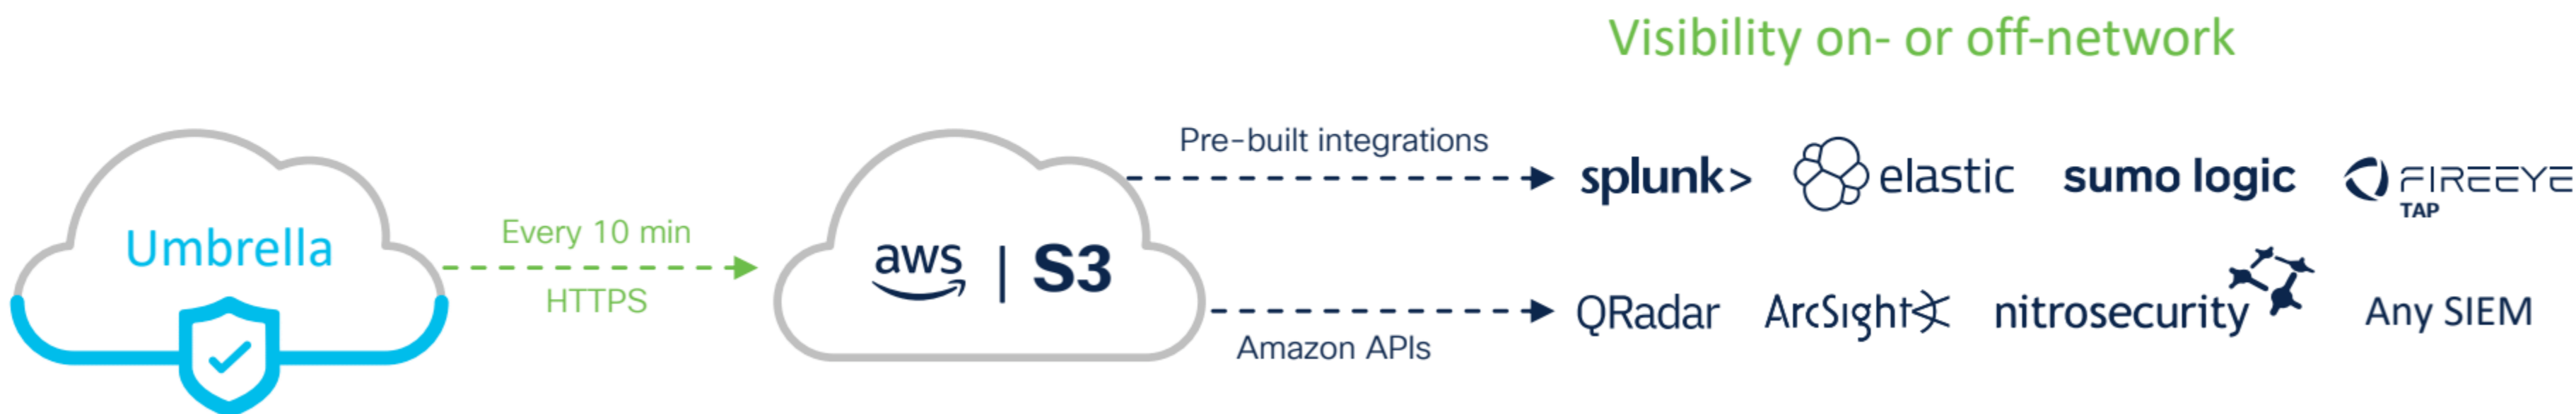 Visibility on- or off-network
Umbrella
Every 10 min
HTTPS
aws | S3
Pre-built integrations
splunk> elastic sumo logic FIREEYE
TAP
Amazon APIs
QRadar ArcSight nitrosecurity Any SIEM